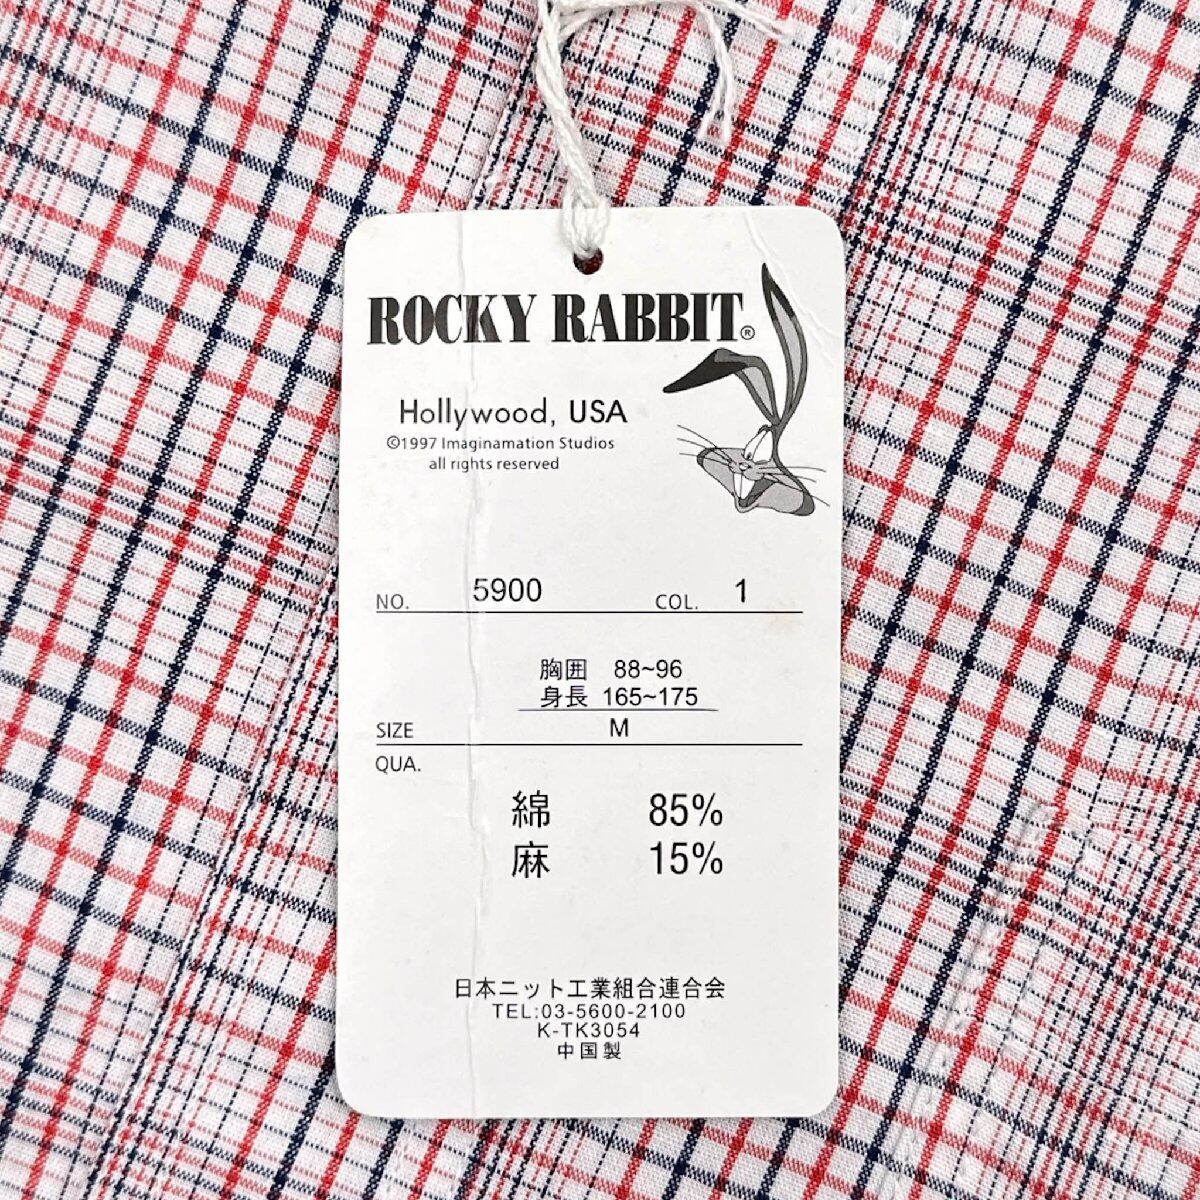 ROCKY RABBIT®
Hollywood, USA
©1997 Imaginamation Studios
all rights reserved
NO. 5900 COL. 1
胸囲 88~96
身長 165~175
SIZE M
QUA.
綿 85%
麻 15%
日本ニット工業組合連合会
TEL:03-5600-2100
K-TK3054
中国製